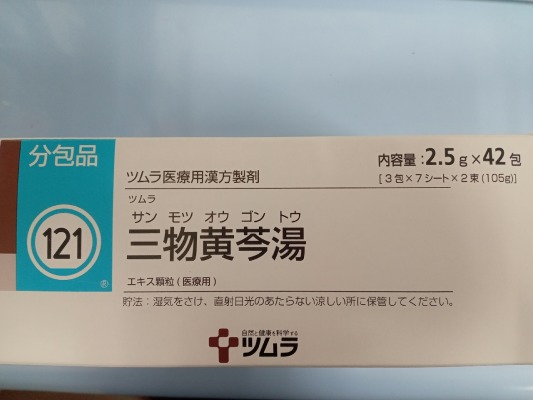 分包品
121
®
ツムラ医療用漢方製剤
ツムラ
サン モツ オウ ゴン トウ
三物黄芩湯
エキス顆粒(医療用)
内容量:2.5g×42包
[3包×7シート×2束(105g)]
貯法:湿気をさけ、直射日光のあたらない涼しい所に保管してください。
自然と健康を科学する
ツムラ